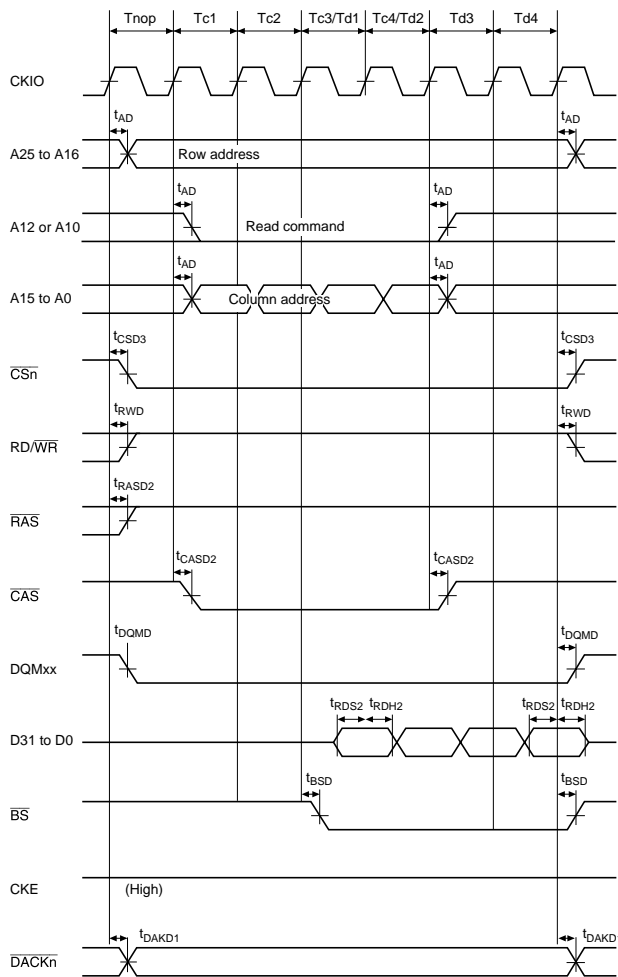 Tnop Tc1 Tc2 Tc3/Td1 Tc4/Td2 Td3 Td4
CKIO
tAD tAD
A25 to A16 Row address
tAD tAD
A12 or A10 Read command
tAD tAD
A15 to A0 Column address
tCSD3 tCSD3
CSn
tRWD tRWD
RD/WR
tRASD2
RAS
tCASD2 tCASD2
CAS
tDQMD tDQMD
DQMxx
tRDS2 tRDH2 tRDS2 tRDH2
D31 to D0
tBSD tBSD
BS
CKE (High)
tDAKD1 tDAKD1
DACKn